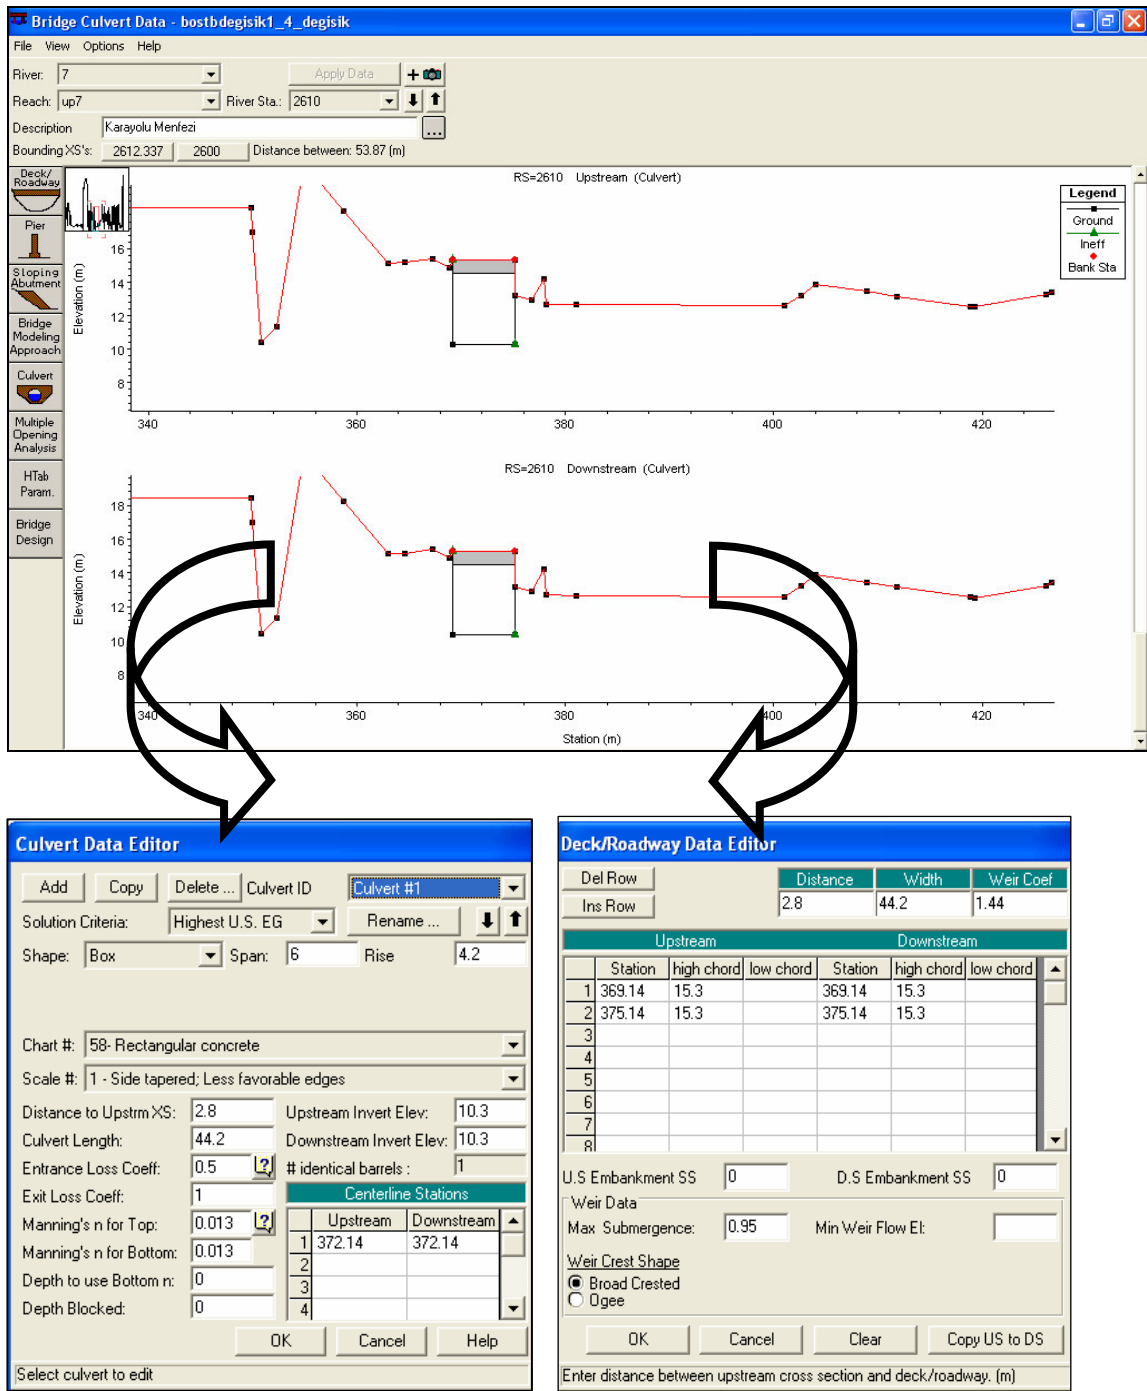 Bridge Culvert Data - bostbdegisik1_4_degisik
File View Options Help
River: 7 Apply Data
Reach: up7 River Sta.: 2610
Description Karayolu Menfezi ...
Bounding XS's: 2612.337 2600 Distance between: 53.87 (m)
Deck/
Roadway
Pier
Sloping
Abutment
Bridge
Modeling
Approach
Culvert
Multiple
Opening
Analysis
HTab
Param.
Bridge
Design
RS=2610 Upstream (Culvert)
Legend
Ground
Ineff
Bank Sta
Elevation (m)
16
14
12
10
8
340 360 380 400 420
RS=2610 Downstream (Culvert)
Elevation (m)
18
16
14
12
10
8
340 360 380 400 420
Station (m)
Culvert Data Editor
Add Copy Delete ... Culvert ID Culvert #1
Solution Criteria: Highest U.S. EG Rename ...
Shape: Box Span: 6 Rise 4.2
Chart #: 58- Rectangular concrete
Scale #: 1 - Side tapered; Less favorable edges
Distance to Upstrm XS: 2.8 Upstream Invert Elev: 10.3
Culvert Length: 44.2 Downstream Invert Elev: 10.3
Entrance Loss Coeff: 0.5 # identical barrels : 1
Exit Loss Coeff: 1 Centerline Stations
Manning's n for Top: 0.013 Upstream Downstream
Manning's n for Bottom: 0.013 1 372.14 372.14
2
Depth to use Bottom n: 0 3
Depth Blocked: 0 4
OK Cancel Help
Select culvert to edit
Deck/Roadway Data Editor
Del Row Distance Width Weir Coef
Ins Row 2.8 44.2 1.44
Upstream Downstream
Station high chord low chord Station high chord low chord
1 369.14 15.3 369.14 15.3
2 375.14 15.3 375.14 15.3
3
4
5
6
7
8
U.S Embankment SS 0 D.S Embankment SS 0
Weir Data
Max Submergence: 0.95 Min Weir Flow El:
Weir Crest Shape
Broad Crested
Ogee
OK Cancel Clear Copy US to DS
Enter distance between upstream cross section and deck/roadway. (m)